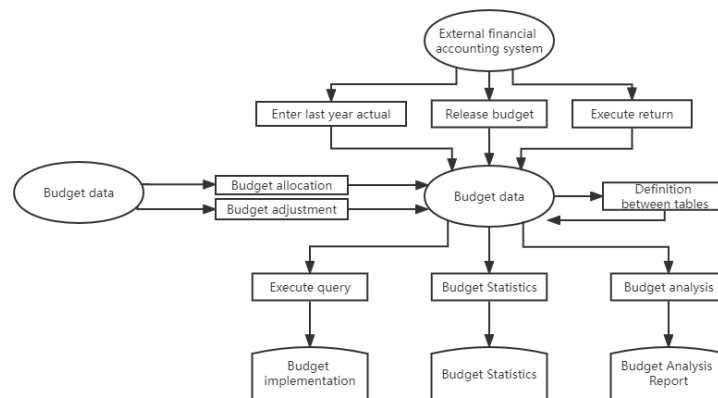 External financial
accounting system
Enter last year actual
Release budget
Execute return
Budget data
Budget allocation
Budget adjustment
Budget data
Definition
between tables
Execute query
Budget Statistics
Budget analysis
Budget
implementation
Budget Statistics
Budget Analysis
Report